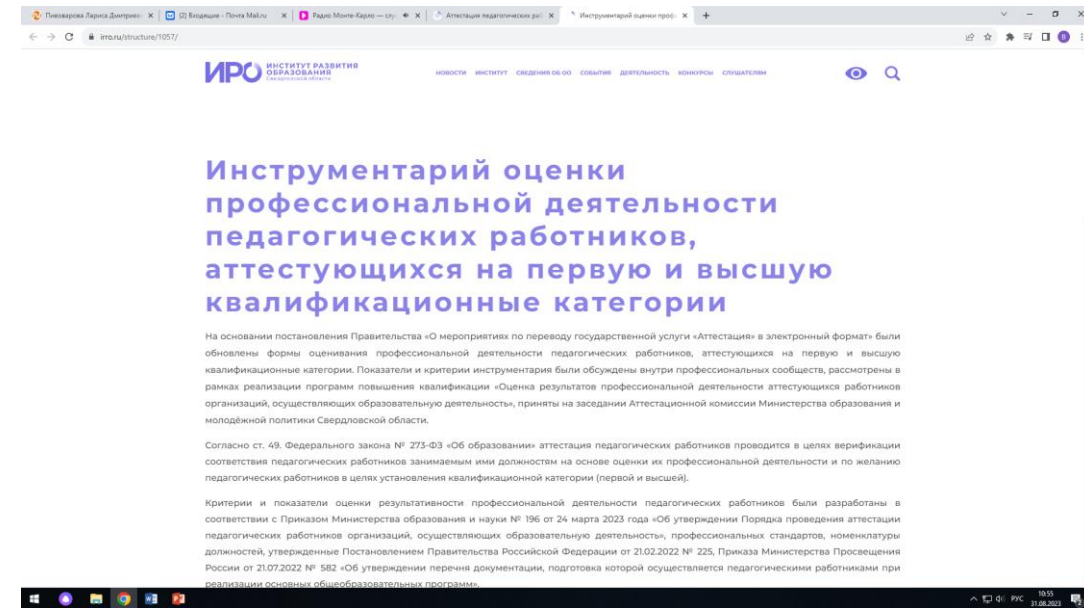 Пивоварова Лариса Дмитриев
(2) Входящие - Почта Mail.ru
Радио Монте-Карло — слу
Аттестация педагогических раб
Инструментарий оценки проф
irro.ru/structure/1057/
ИРО ИНСТИТУТ РАЗВИТИЯ
ОБРАЗОВАНИЯ
Свердловской области
НОВОСТИ ИНСТИТУТ СВЕДЕНИЯ ОБ ОО СОБЫТИЯ ДЕЯТЕЛЬНОСТЬ КОНКУРСЫ СЛУШАТЕЛЯМ
Инструментарий оценки
профессиональной деятельности
педагогических работников,
аттестующихся на первую и высшую
квалификационные категории
На основании постановления Правительства «О мероприятиях по переводу государственной услуги «Аттестация» в электронный формат» были
обновлены формы оценивания профессиональной деятельности педагогических работников, аттестующихся на первую и высшую
квалификационные категории. Показатели и критерии инструментария были обсуждены внутри профессиональных сообществ, рассмотрены в
рамках реализации программ повышения квалификации «Оценка результатов профессиональной деятельности аттестующихся работников
организаций, осуществляющих образовательную деятельность», приняты на заседании Аттестационной комиссии Министерства образования и
молодёжной политики Свердловской области.
Согласно ст. 49. Федерального закона № 273-ФЗ «Об образовании» аттестация педагогических работников проводится в целях верификации
соответствия педагогических работников занимаемым ими должностям на основе оценки их профессиональной деятельности и по желанию
педагогических работников в целях установления квалификационной категории (первой и высшей).
Критерии и показатели оценки результативности профессиональной деятельности педагогических работников были разработаны в
соответствии с Приказом Министерства образования и науки № 196 от 24 марта 2023 года «Об утверждении Порядка проведения аттестации
педагогических работников организаций, осуществляющих образовательную деятельность», профессиональных стандартов, номенклатуры
должностей, утвержденные Постановлением Правительства Российской Федерации от 21.02.2022 № 225, Приказа Министерства Просвещения
России от 21.07.2022 № 582 «Об утверждении перечня документации, подготовка которой осуществляется педагогическими работниками при
реализации основных общеобразовательных программ».
РУС
10:55
31.08.2023